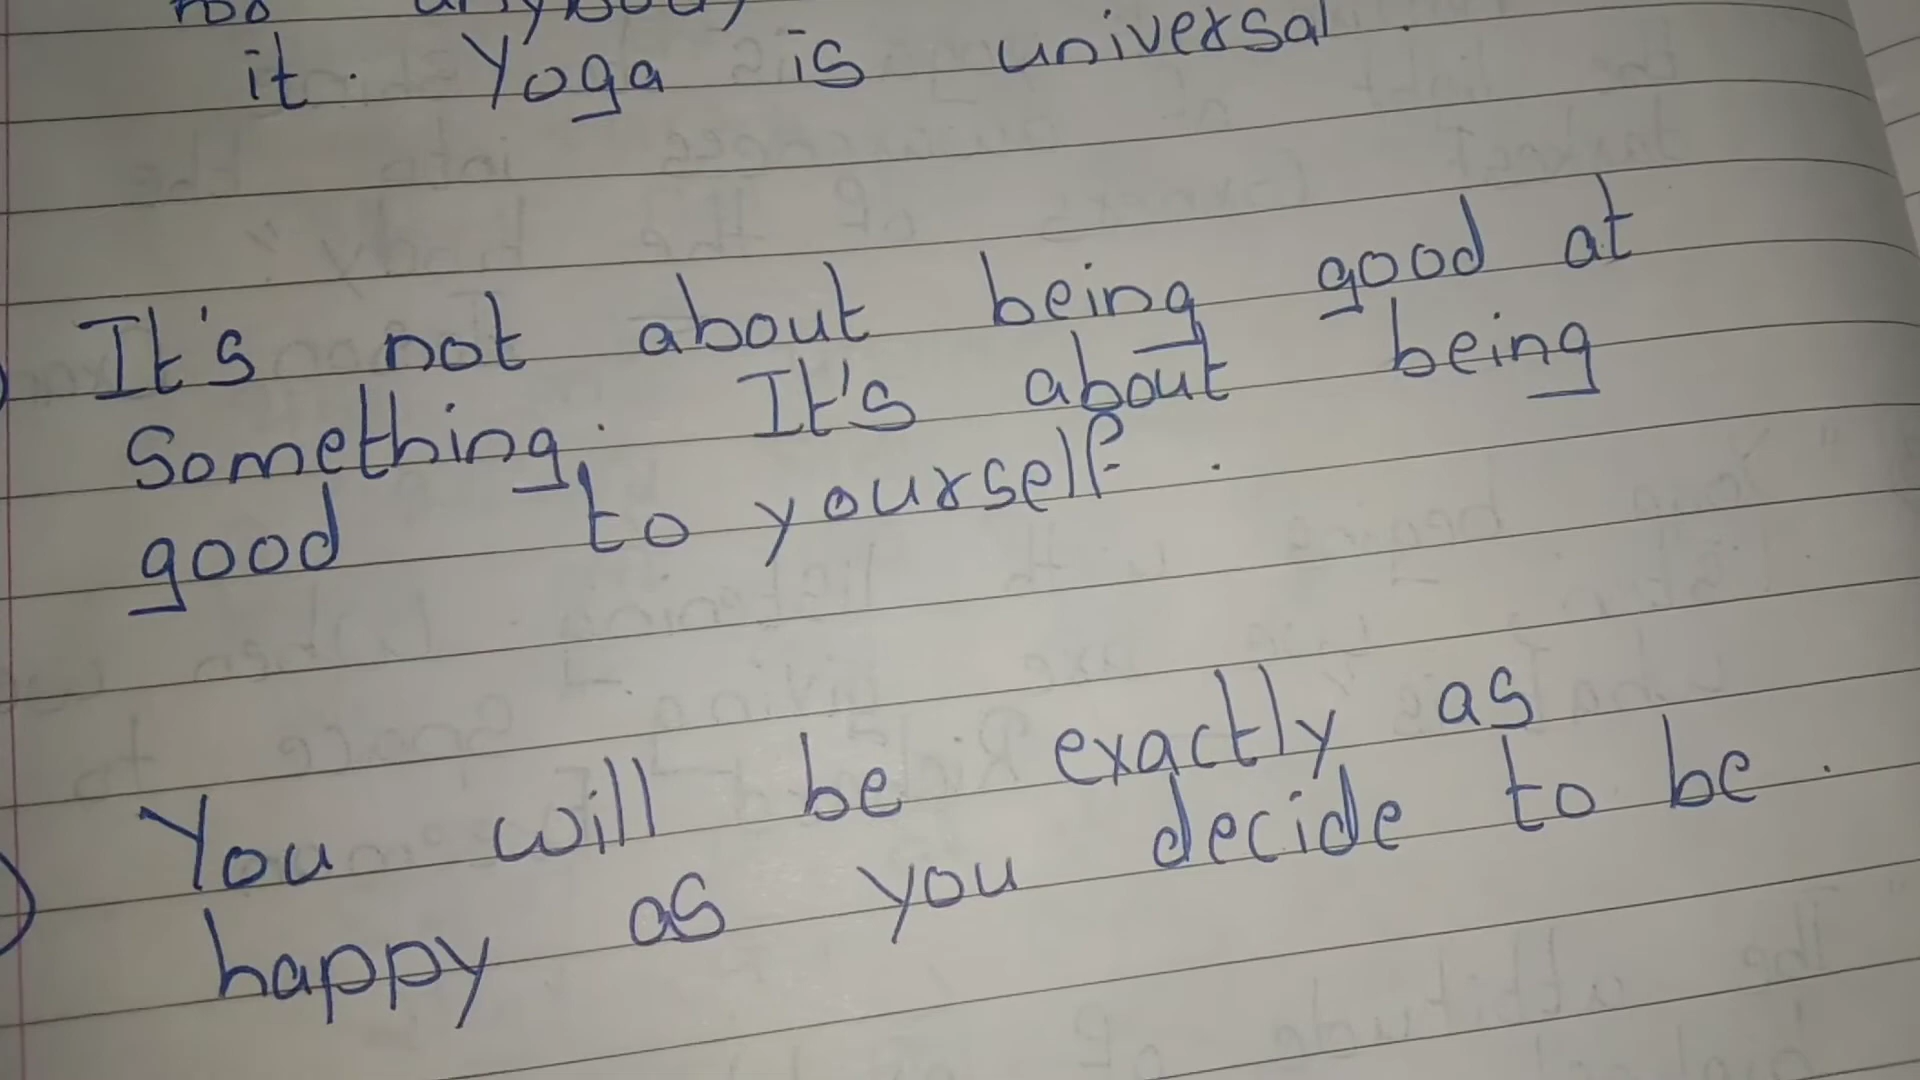 it. Yoga is universal.
It's not about being good at
Something. It's about being
good to yourself.
You will be exactly as
happy as you decide to be.